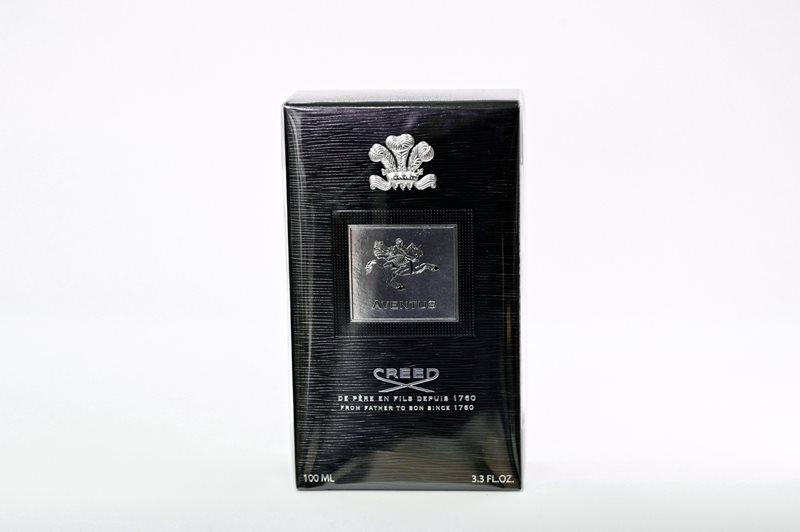 AVENTUS
CREED
DE PÈRE EN FILS DEPUIS 1760
FROM FATHER TO SON SINCE 1760
100 ML 3.3 FL.OZ.